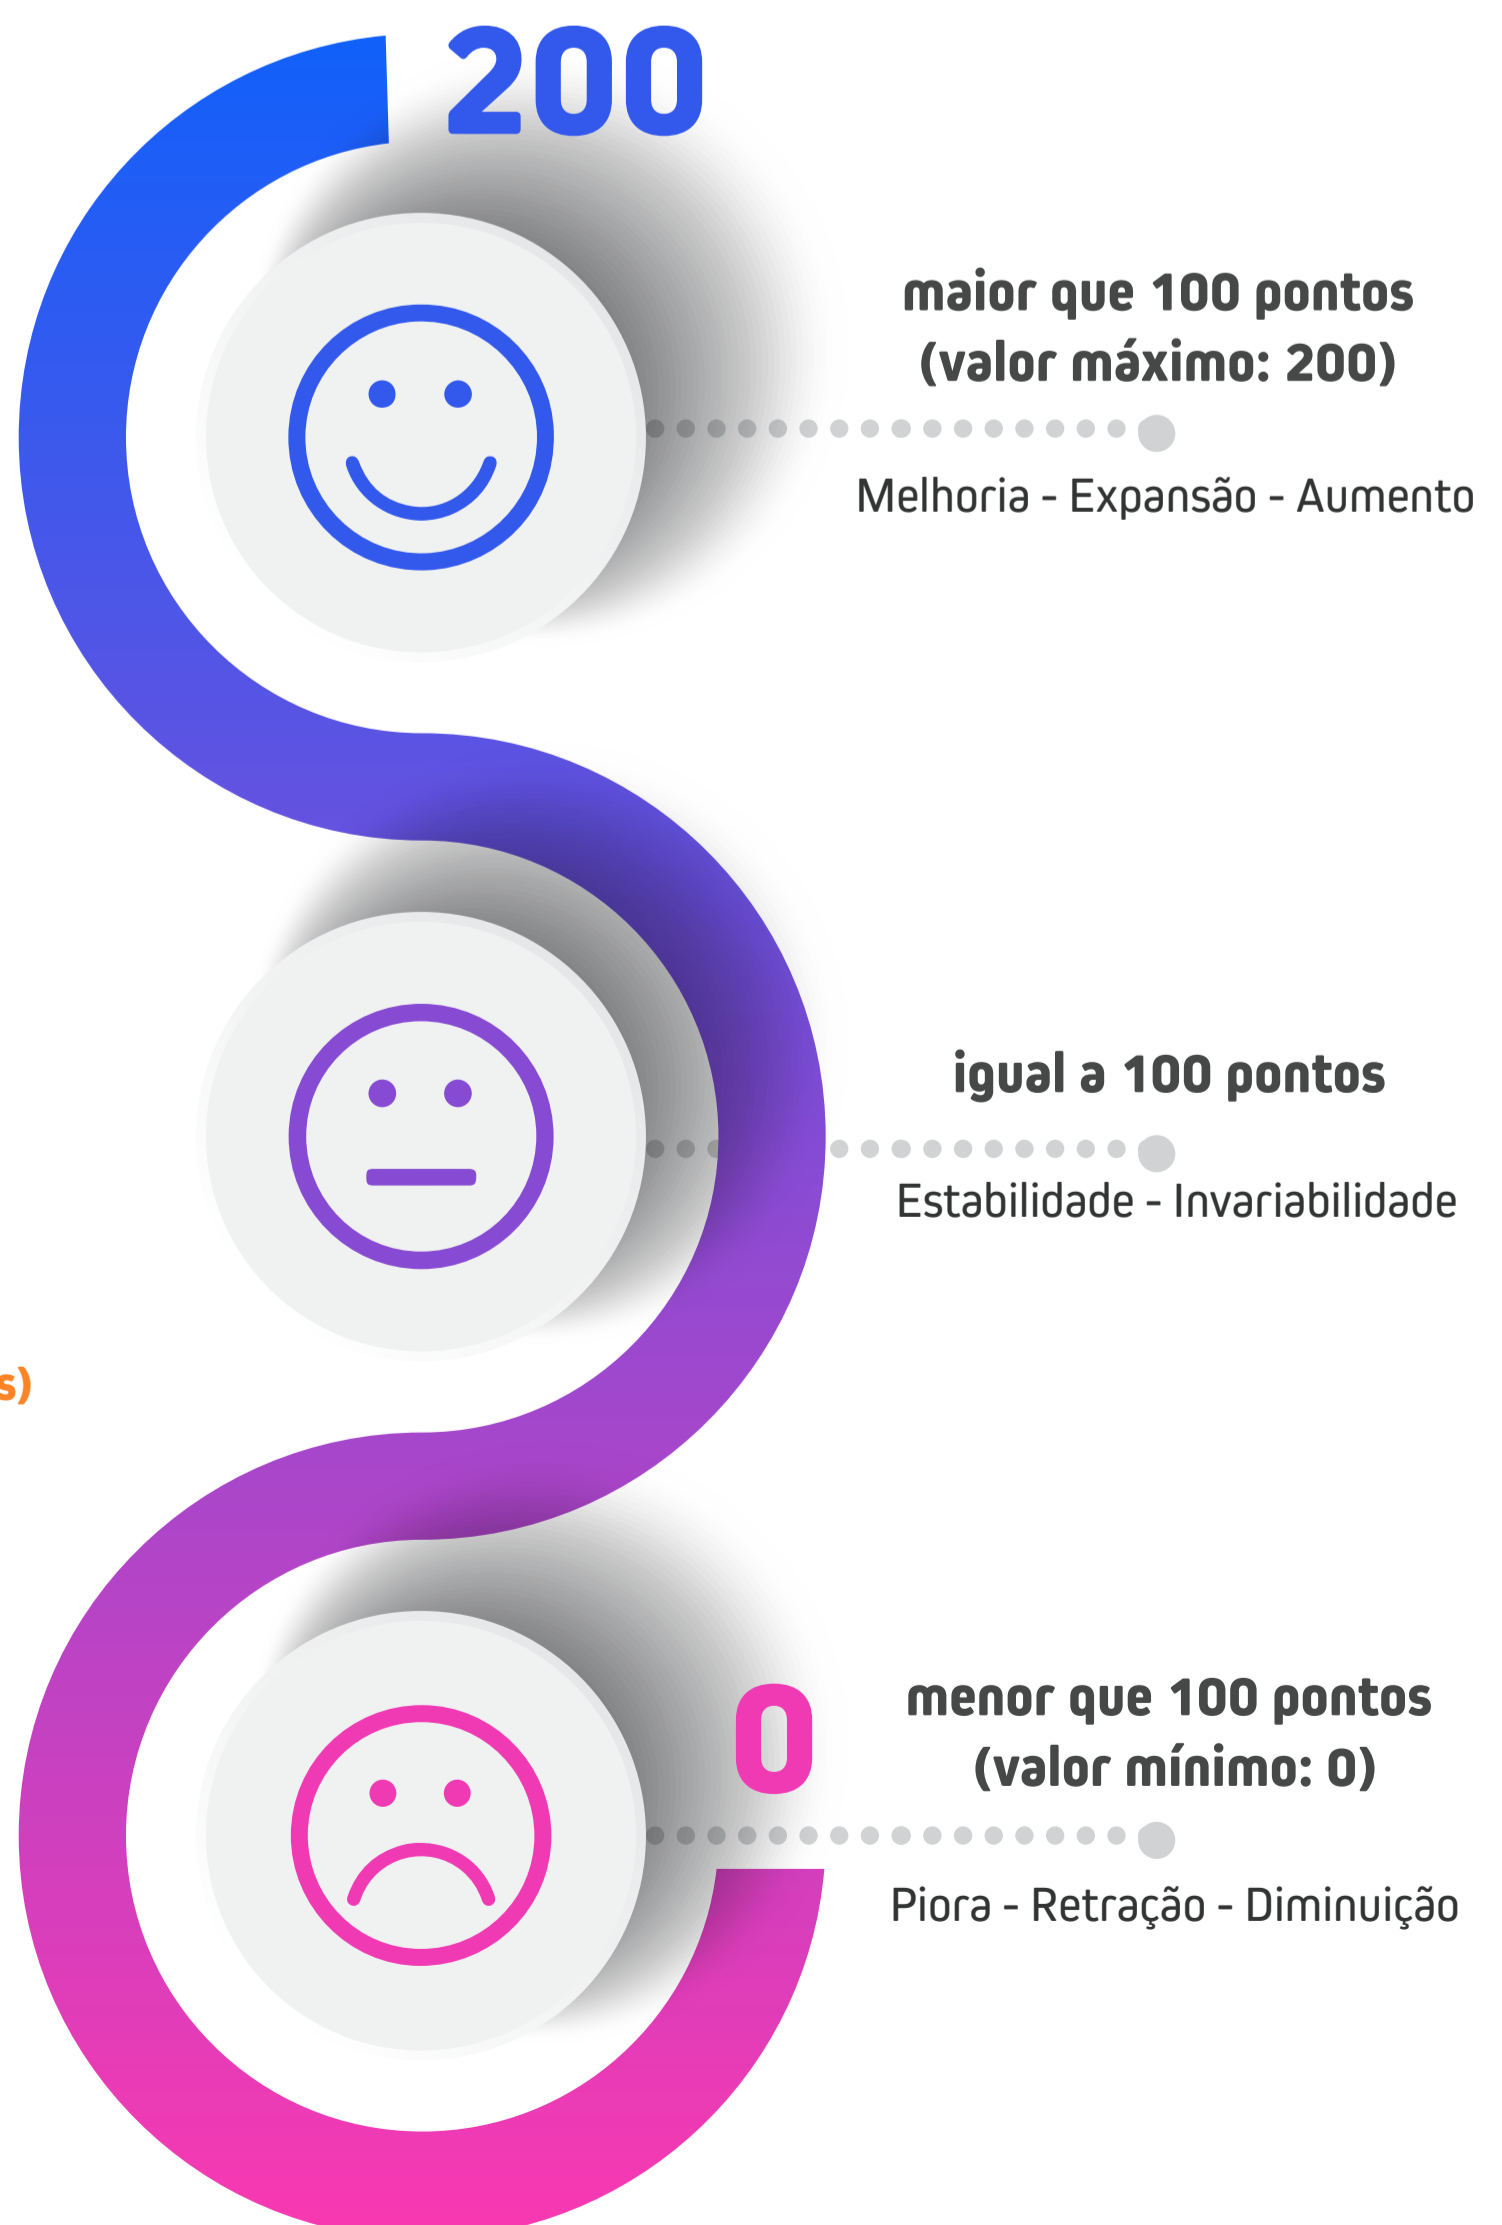 200
maior que 100 pontos
(valor máximo: 200)
Melhoria - Expansão - Aumento
igual a 100 pontos
Estabilidade - Invariabilidade
s)
0
menor que 100 pontos
(valor mínimo: 0)
Piora - Retração - Diminuição